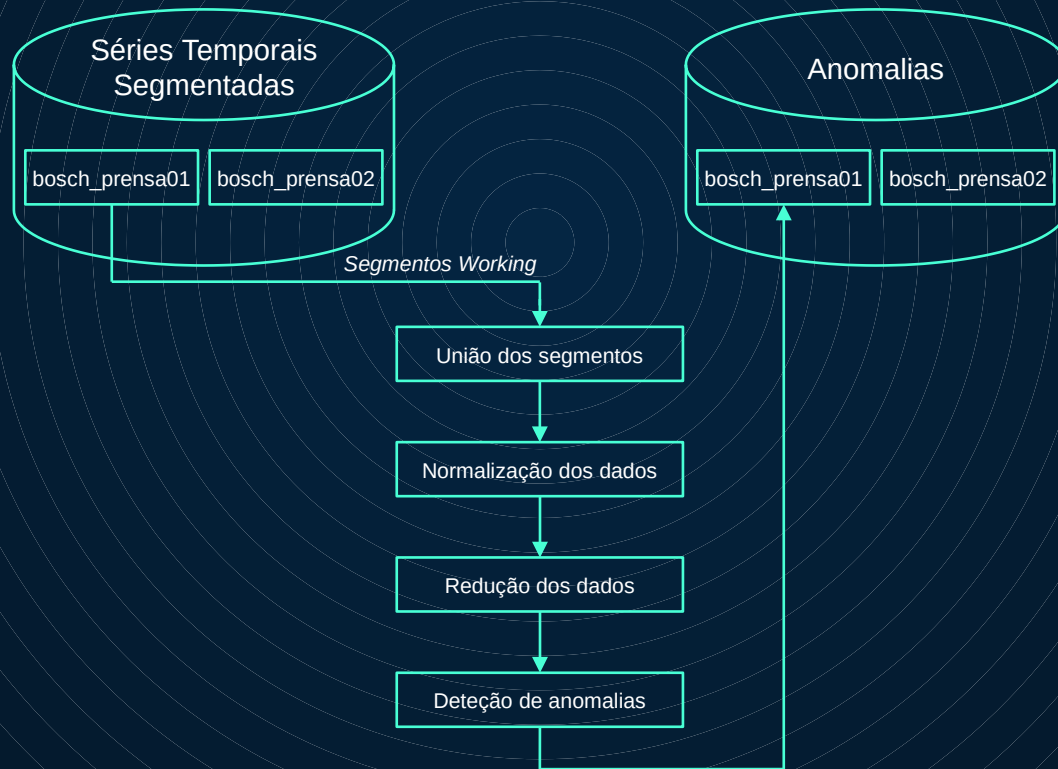 Séries Temporais
Segmentadas
Anomalias
bosch_prensa01
bosch_prensa02
bosch_prensa01
bosch_prensa02
Segmentos Working
União dos segmentos
Normalização dos dados
Redução dos dados
Deteção de anomalias